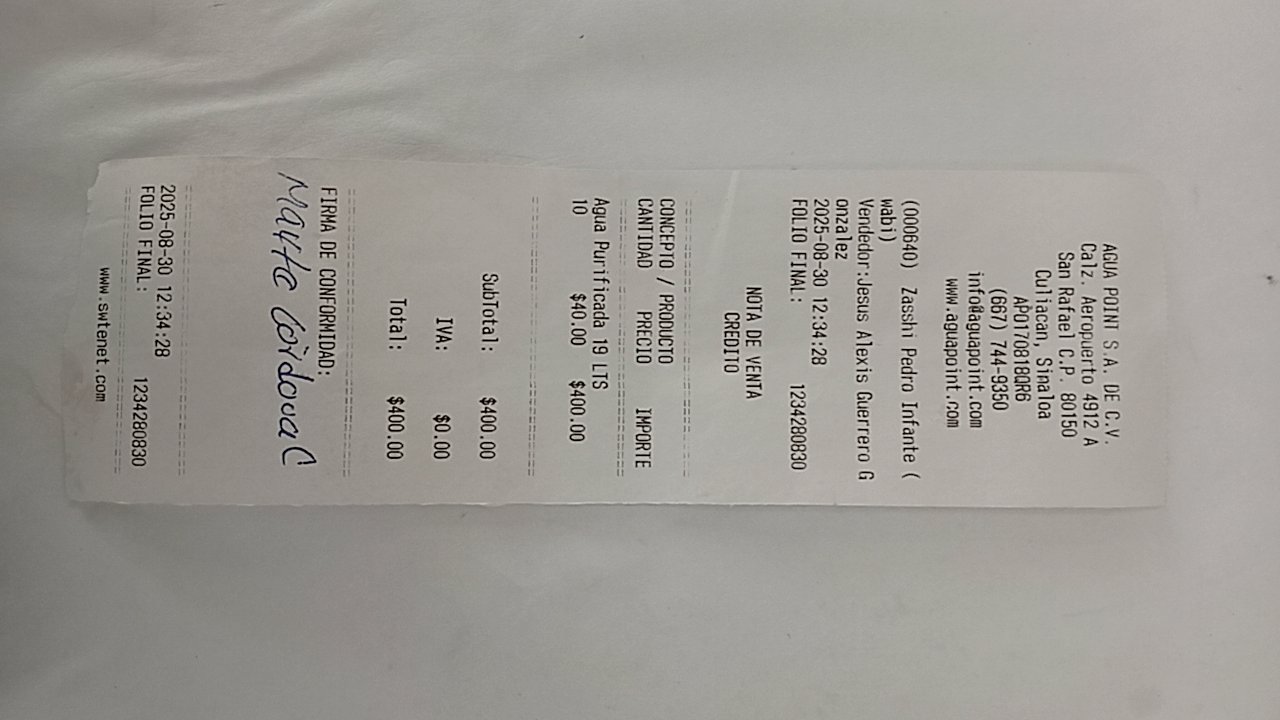 AGUA POINT S.A. DE C.V.
Calz. Aeropuerto 4912 A
San Rafael C.P. 80150
Culiacan, Sinaloa
APO170818QR6
(667) 744-9350
info@aguapoint.com
www.aguapoint.com
(000640) Zasshi Pedro Infante (
wabi)
Vendedor:Jesus Alexis Guerrero G
onzalez
2025-08-30 12:34:28
FOLIO FINAL: 1234280830
NOTA DE VENTA
CREDITO
CONCEPTO / PRODUCTO
CANTIDAD PRECIO IMPORTE
Agua Purificada 19 LTS
10 $40.00 $400.00
SubTotal: $400.00
IVA: $0.00
Total: $400.00
FIRMA DE CONFORMIDAD:
Mayte Córdova C
2025-08-30 12:34:28
FOLIO FINAL: 1234280830
www.swtenet.com